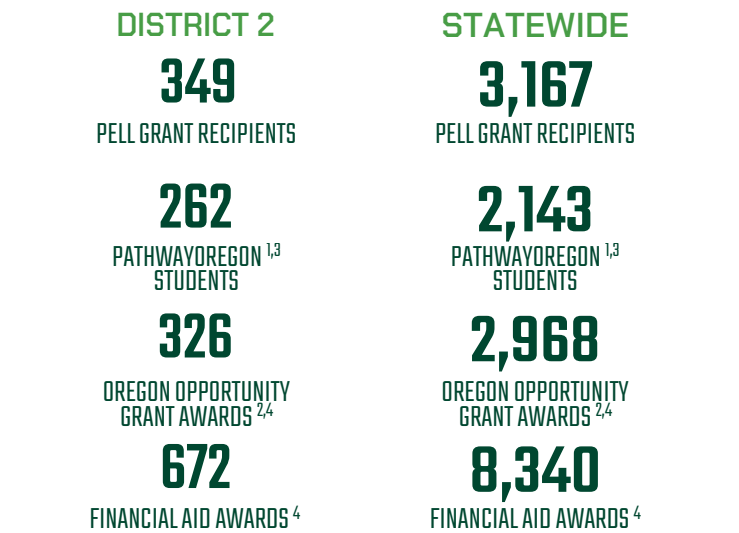 DISTRICT 2
349
PELL GRANT RECIPIENTS
262
PATHWAYOREGON 1,3
STUDENTS
326
OREGON OPPORTUNITY
GRANT AWARDS 2,4
672
FINANCIAL AID AWARDS 4
STATEWIDE
3,167
PELL GRANT RECIPIENTS
2,143
PATHWAYOREGON 1,3
STUDENTS
2,968
OREGON OPPORTUNITY
GRANT AWARDS 2,4
8,340
FINANCIAL AID AWARDS 4